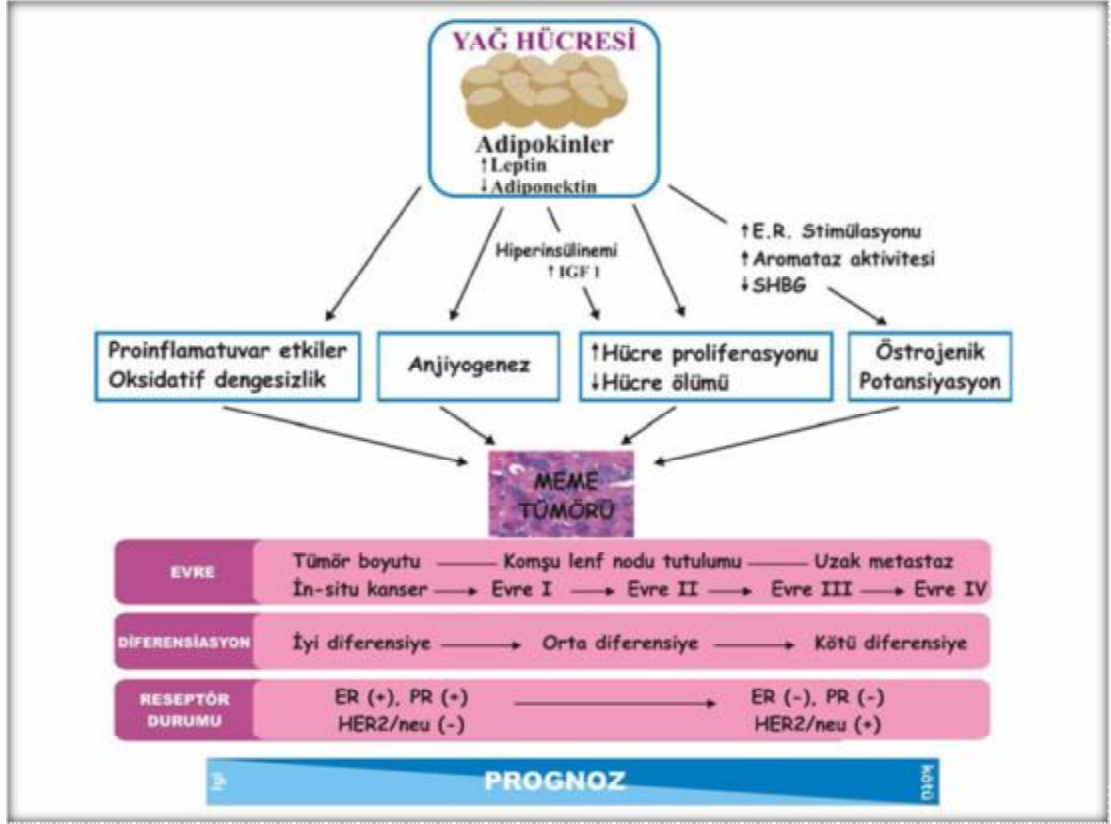 YAĞ HÜCRESİ
Adipokinler
↑Leptin
↓Adiponektin
Hiperinsülinemi
↑IGF 1
↑E.R. Stimülasyonu
↑Aromataz aktivitesi
↓SHBG
Proinflamatuvar etkiler
Oksidatif dengesizlik
Anjiyogenez
↑Hücre proliferasyonu
↓Hücre ölümü
Östrojenik
Potansiyasyon
MEME
TÜMÖRÜ
EVRE
Tümör boyutu Komşu lenf nodu tutulumu Uzak metastaz
İn-situ kanser → Evre I → Evre II → Evre III → Evre IV
DİFERENSİASYON
İyi diferensiye → Orta diferensiye → Kötü diferensiye
RESEPTÖR
DURUMU
ER (+), PR (+) → ER (-), PR (-)
HER2/neu (-) HER2/neu (+)
iyi PROGNOZ kötü